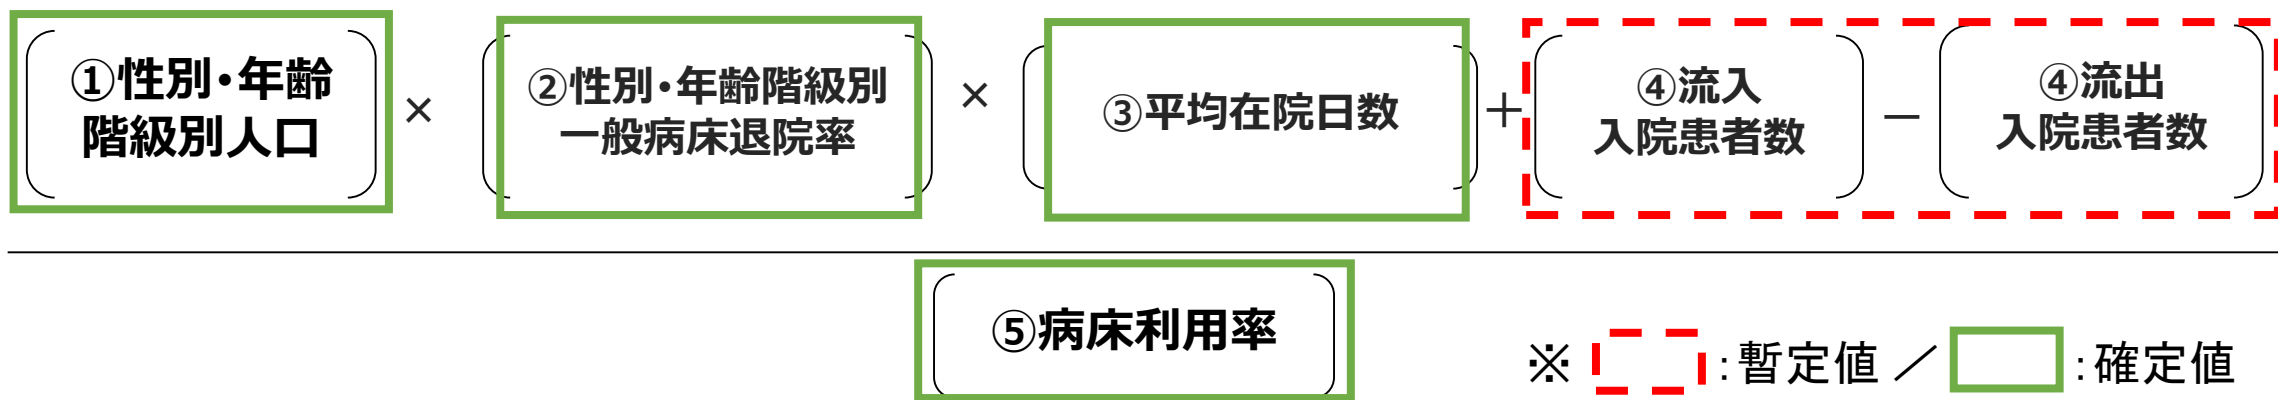 ①性別・年齢
階級別人口
×
②性別・年齢階級別
一般病床退院率
×
③平均在院日数
＋
④流入
入院患者数
－
④流出
入院患者数
⑤病床利用率
※ :暫定値／ :確定値